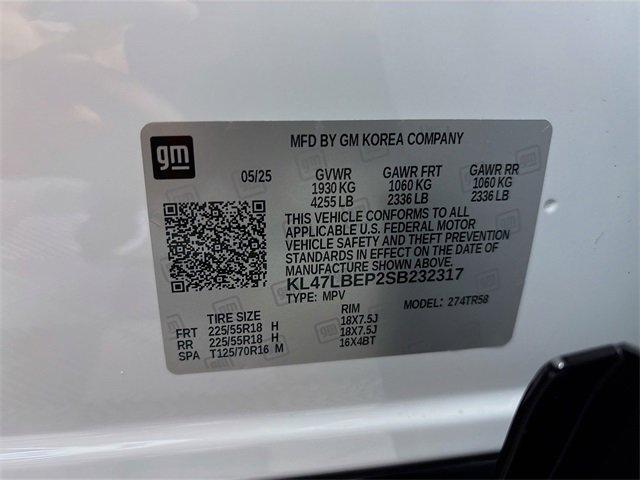 MFD BY GM KOREA COMPANY
gm
05/25 GVWR GAWR FRT GAWR RR
1930 KG 1060 KG 1060 KG
4255 LB 2336 LB 2336 LB
THIS VEHICLE CONFORMS TO ALL
APPLICABLE U.S. FEDERAL MOTOR
VEHICLE SAFETY AND THEFT PREVENTION
STANDARDS IN EFFECT ON THE DATE OF
MANUFACTURE SHOWN ABOVE.
KL47LBEP2SB232317
TYPE: MPV MODEL: 274TR58
TIRE SIZE RIM
FRT 225/55R18 H 18X7.5J
RR 225/55R18 H 18X7.5J
SPA T125/70R16 M 16X4BT